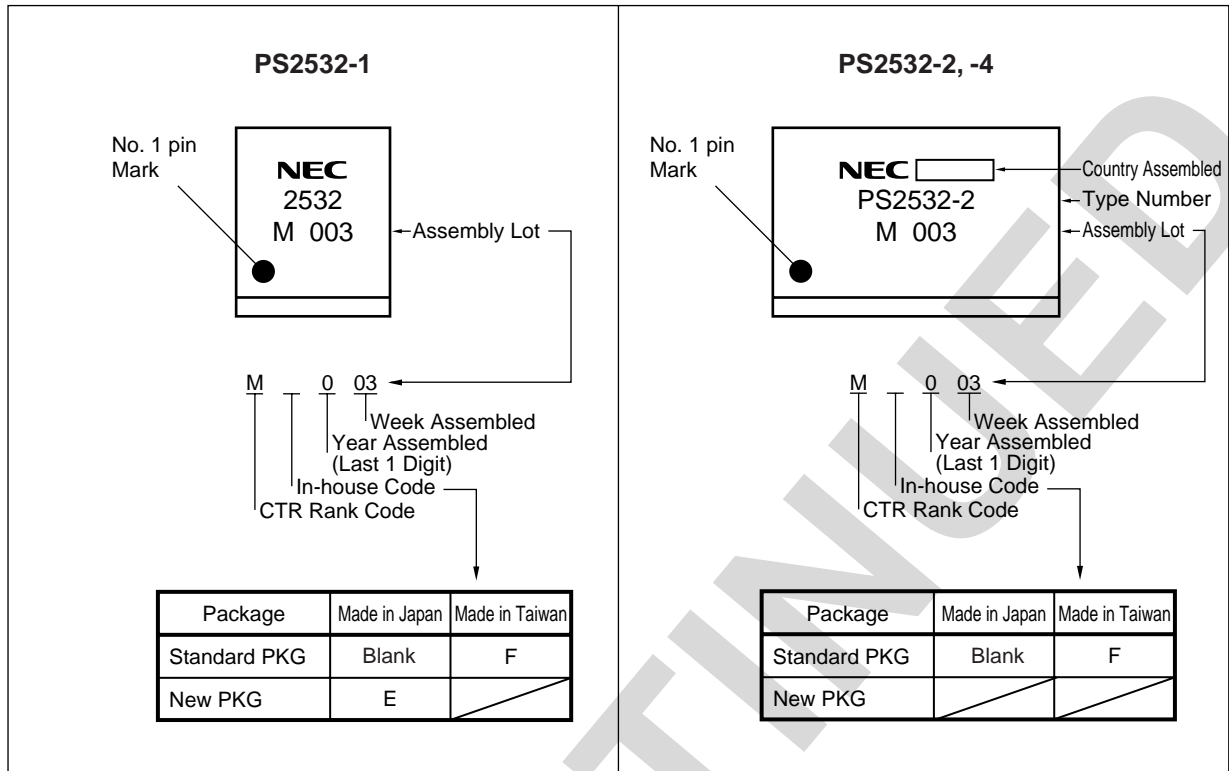 PS2532-1
No. 1 pin
Mark
NEC
2532
M 003
Assembly Lot
M 0 03
Week Assembled
Year Assembled
(Last 1 Digit)
In-house Code
CTR Rank Code
Package Made in Japan Made in Taiwan
Standard PKG Blank F
New PKG E
PS2532-2, -4
No. 1 pin
Mark
NEC
Country Assembled
PS2532-2
Type Number
M 003
Assembly Lot
M 0 03
Week Assembled
Year Assembled
(Last 1 Digit)
In-house Code
CTR Rank Code
Package Made in Japan Made in Taiwan
Standard PKG Blank F
New PKG
TINUED